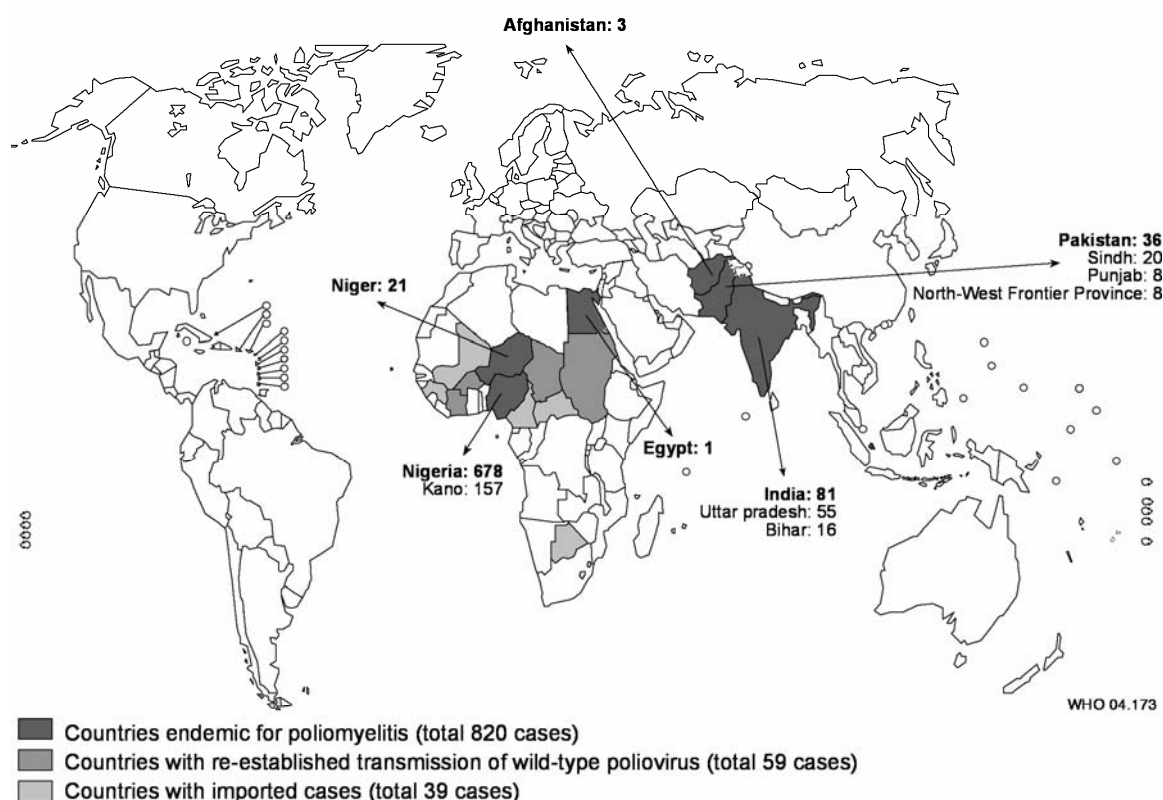 Afghanistan: 3
Pakistan: 36
Sindh: 20
Punjab: 8
North-West Frontier Province: 8
Niger: 21
Egypt: 1
Nigeria: 678
Kano: 157
India: 81
Uttar pradesh: 55
Bihar: 16
WHO 04.173
Countries endemic for poliomyelitis (total 820 cases)
Countries with re-established transmission of wild-type poliovirus (total 59 cases)
Countries with imported cases (total 39 cases)